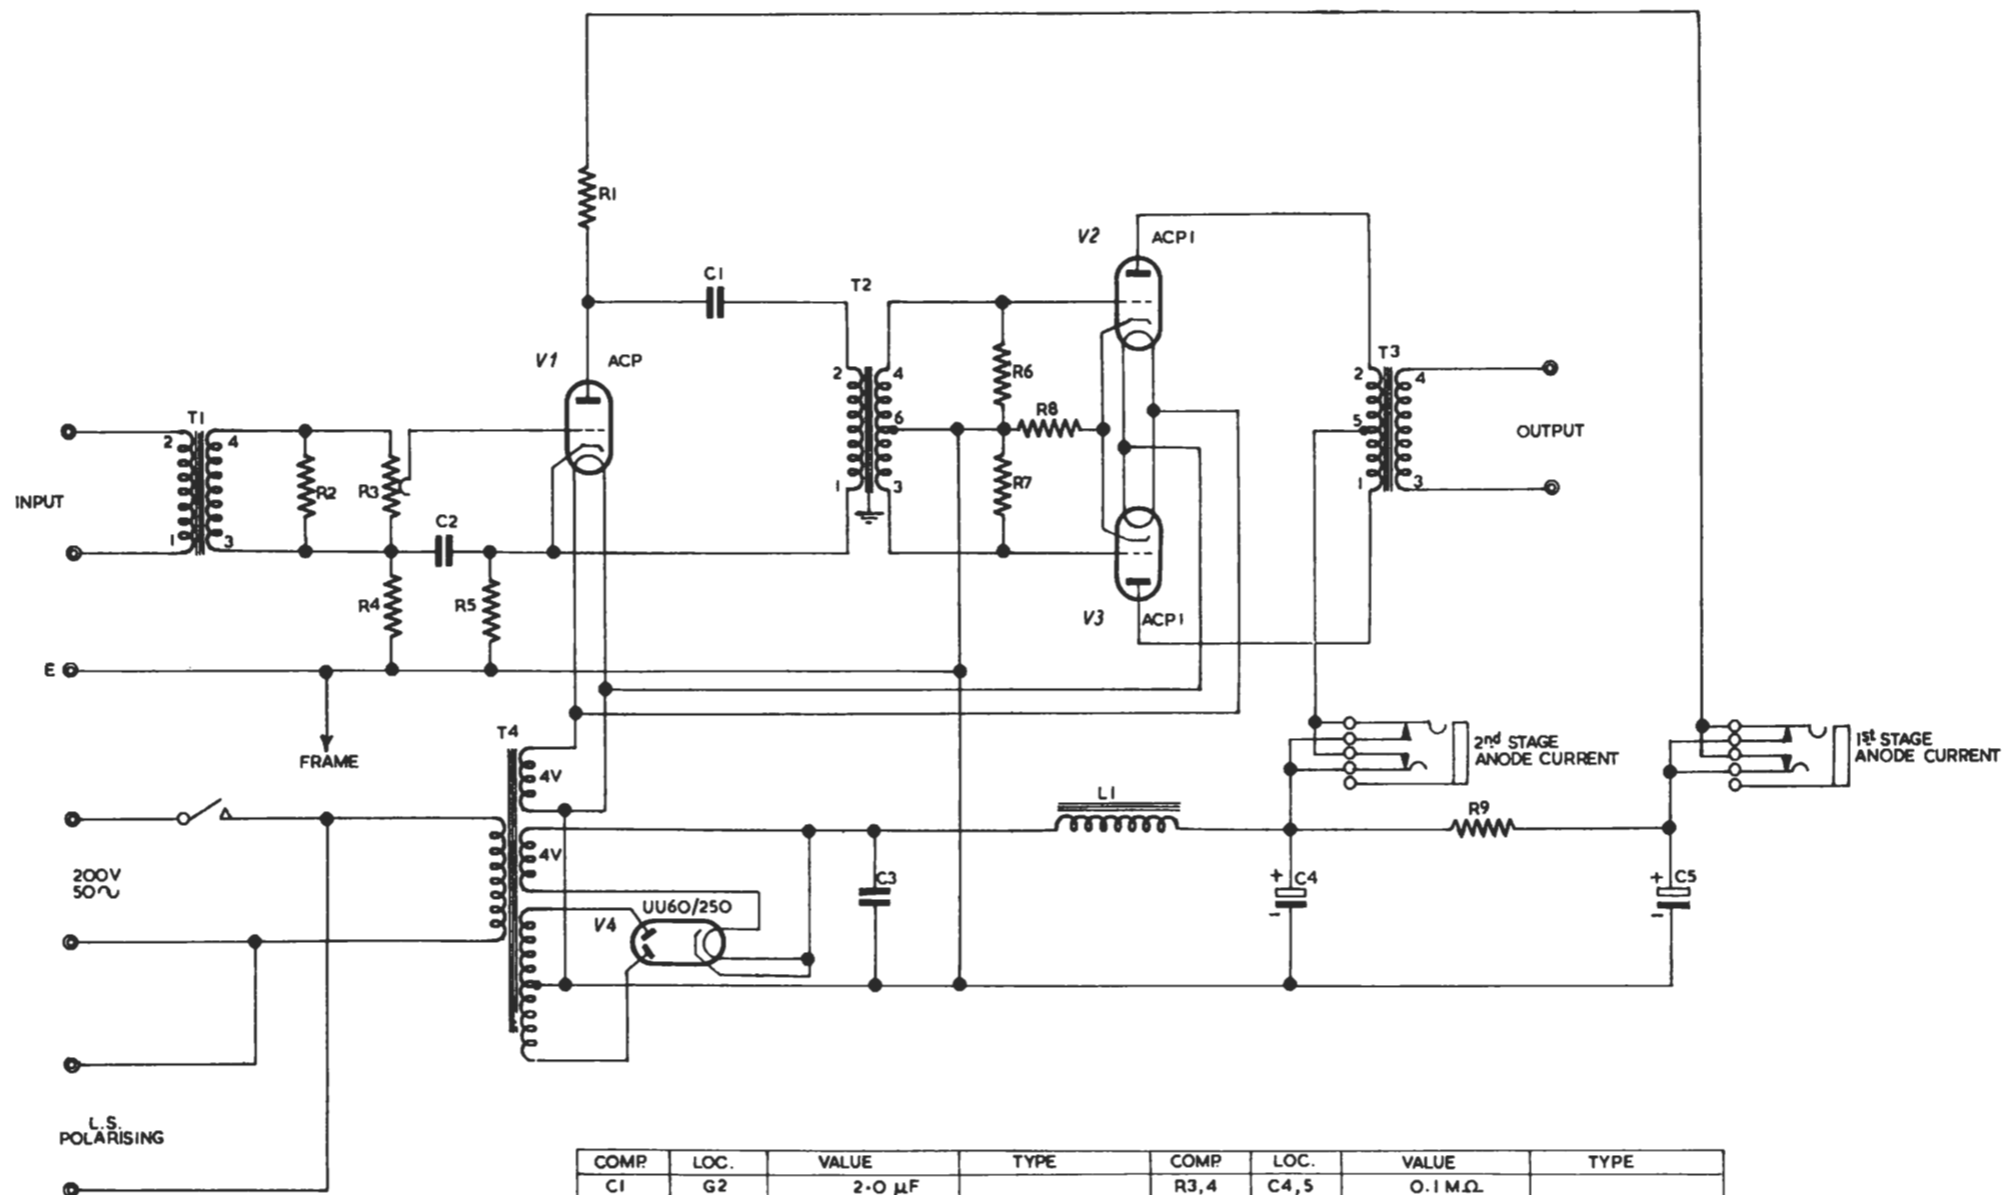 R1
C1
T2
V2
ACP1
V1
ACP
T3
T1
2
4
R2
R3
1
3
INPUT
C2
R4
R5
2
4
6
1
3
R6
R8
R7
2
4
5
1
3
OUTPUT
V3
ACP1
E
FRAME
T4
4V
4V
2nd STAGE
ANODE CURRENT
1st STAGE
ANODE CURRENT
L1
R9
200V
50~
UU60/250
V4
C3
+ C4
-
+ C5
-
L.S.
POLARISING
COMP. LOC. VALUE TYPE COMP. LOC. VALUE TYPE
C1 G2 2·0 µF R3,4 C4,5 0.1MΩ